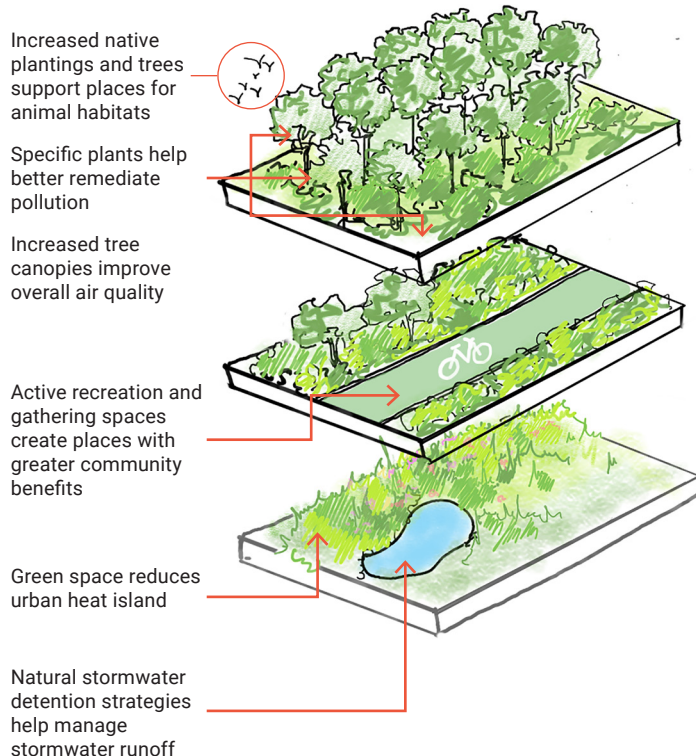 Increased native
plantings and trees
support places for
animal habitats
Specific plants help
better remediate
pollution
Increased tree
canopies improve
overall air quality
Active recreation and
gathering spaces
create places with
greater community
benefits
Green space reduces
urban heat island
Natural stormwater
detention strategies
help manage
stormwater runoff